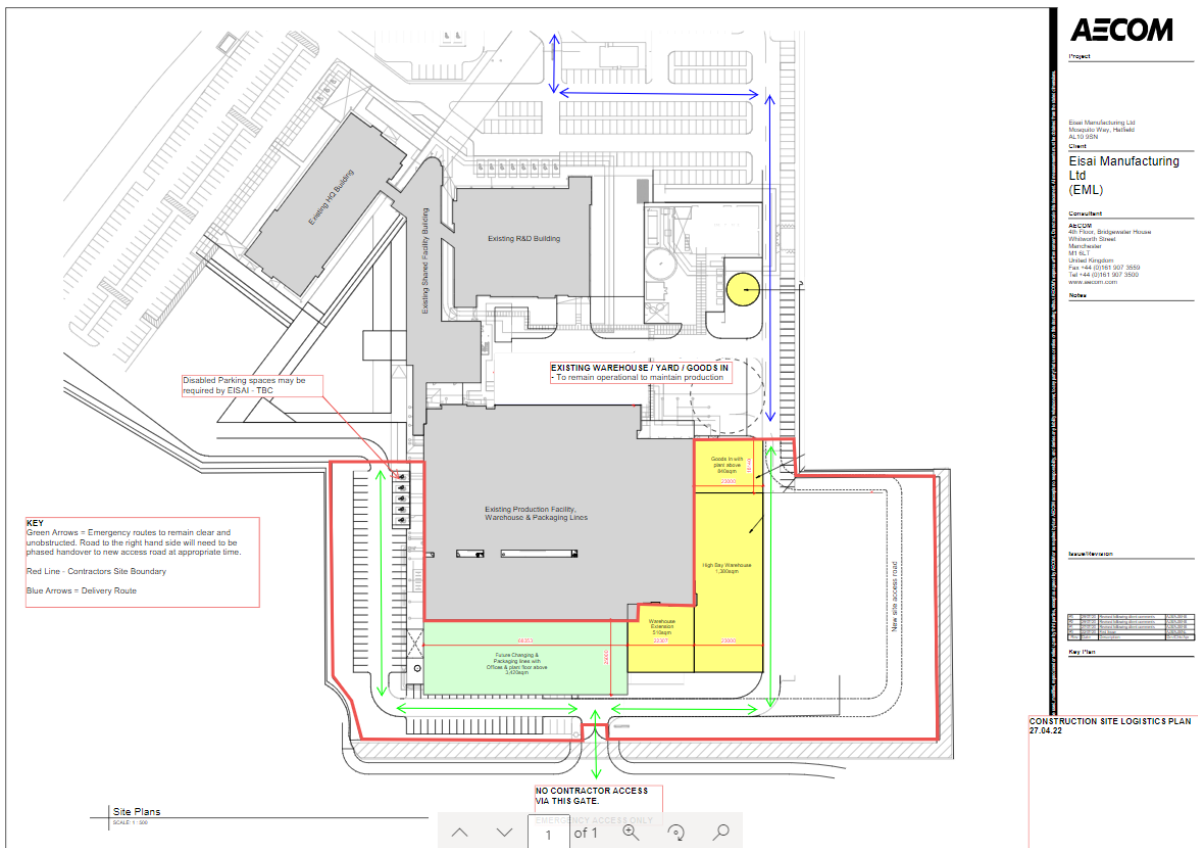 AECOM
Project
Eisai Manufacturing Ltd
Mosquito Way, Hatfield
AL10 9SN
Client
Eisai Manufacturing
Ltd
(EML)
Consultant
AECOM
4th Floor, Bridgewater House
Whitworth Street
Manchester
M1 6LT
United Kingdom
Fax +44 (0)161 907 3559
Tel +44 (0)161 907 3500
www.aecom.com
Notes
Issue/Revision
Key Plan
CONSTRUCTION SITE LOGISTICS PLAN
27.04.22
Existing HQ Building
Existing Shared Facility Building
Existing R&D Building
EXISTING WAREHOUSE / YARD / GOODS IN
- To remain operational to maintain production
Disabled Parking spaces may be
required by EISAI - TBC
Goods In with
plant above
Existing Production Facility,
Warehouse & Packaging Lines
High Bay Warehouse
New site access road
Warehouse
Extension
510sqm
Future Changing &
Packaging lines with
Offices & plant floor above
KEY
Green Arrows = Emergency routes to remain clear and
unobstructed. Road to the right hand side will need to be
phased handover to new access road at appropriate time.
Red Line - Contractors Site Boundary
Blue Arrows = Delivery Route
NO CONTRACTOR ACCESS
VIA THIS GATE.
EMERGENCY ACCESS ONLY
Site Plans
SCALE 1 : 500
1 of 1